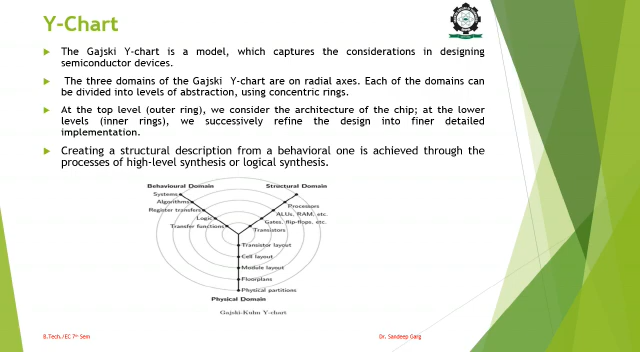 Y-Chart
The Gajski Y-chart is a model, which captures the considerations in designing
semiconductor devices.
The three domains of the Gajski Y-chart are on radial axes. Each of the domains can
be divided into levels of abstraction, using concentric rings.
At the top level (outer ring), we consider the architecture of the chip; at the lower
levels (inner rings), we successively refine the design into finer detailed
implementation.
Creating a structural description from a behavioral one is achieved through the
processes of high-level synthesis or logical synthesis.
Behavioural Domain
Structural Domain
Systems
Algorithms
Register transfers
Logic
Transfer functions
Processors
ALUs, RAM, etc.
Gates, flip-flops, etc.
Transistors
Transistor layout
Cell layout
Module layout
Floorplans
Physical partitions
Physical Domain
Gajski-Kuhn Y-chart
B.Tech./EC 7th Sem
Dr. Sandeep Garg